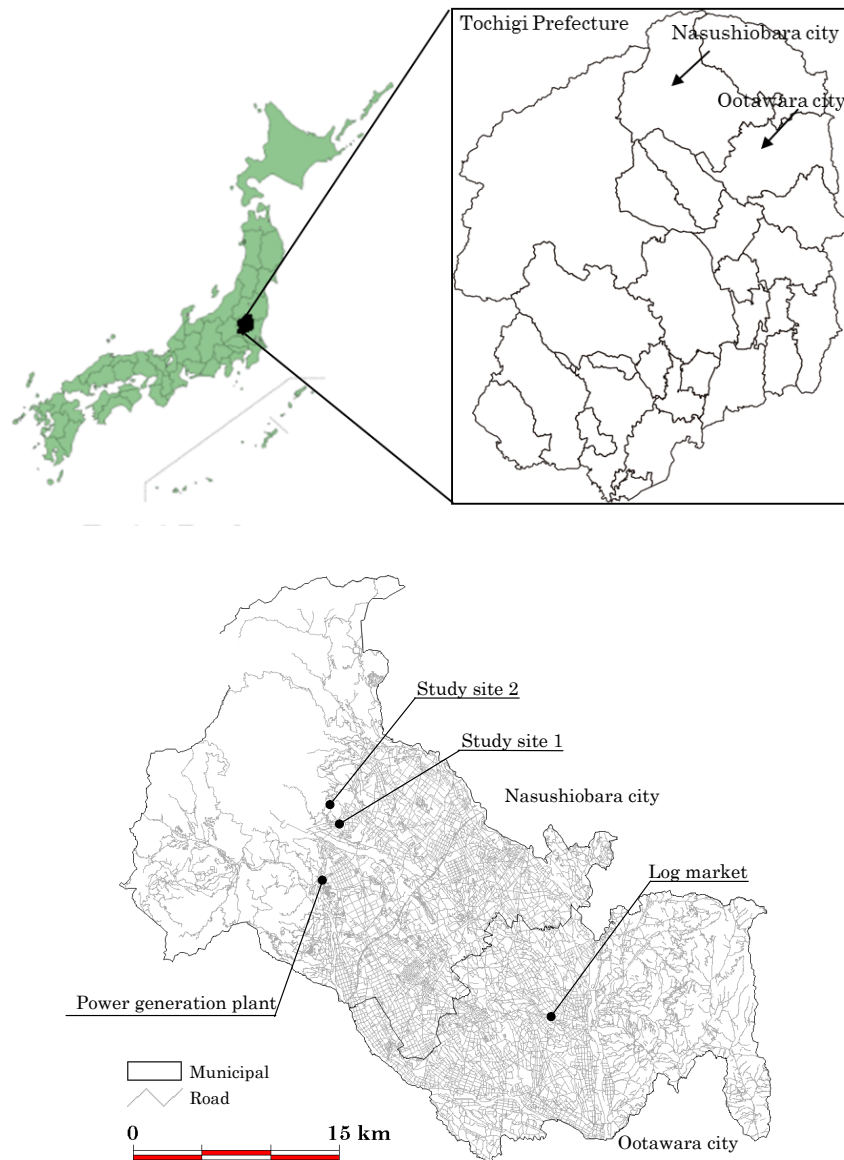 Tochigi Prefecture
Nasushiobara city
Ootawara city
Study site 2
Study site 1
Nasushiobara city
Log market
Power generation plant
Municipal
Road
0 15 km
Ootawara city